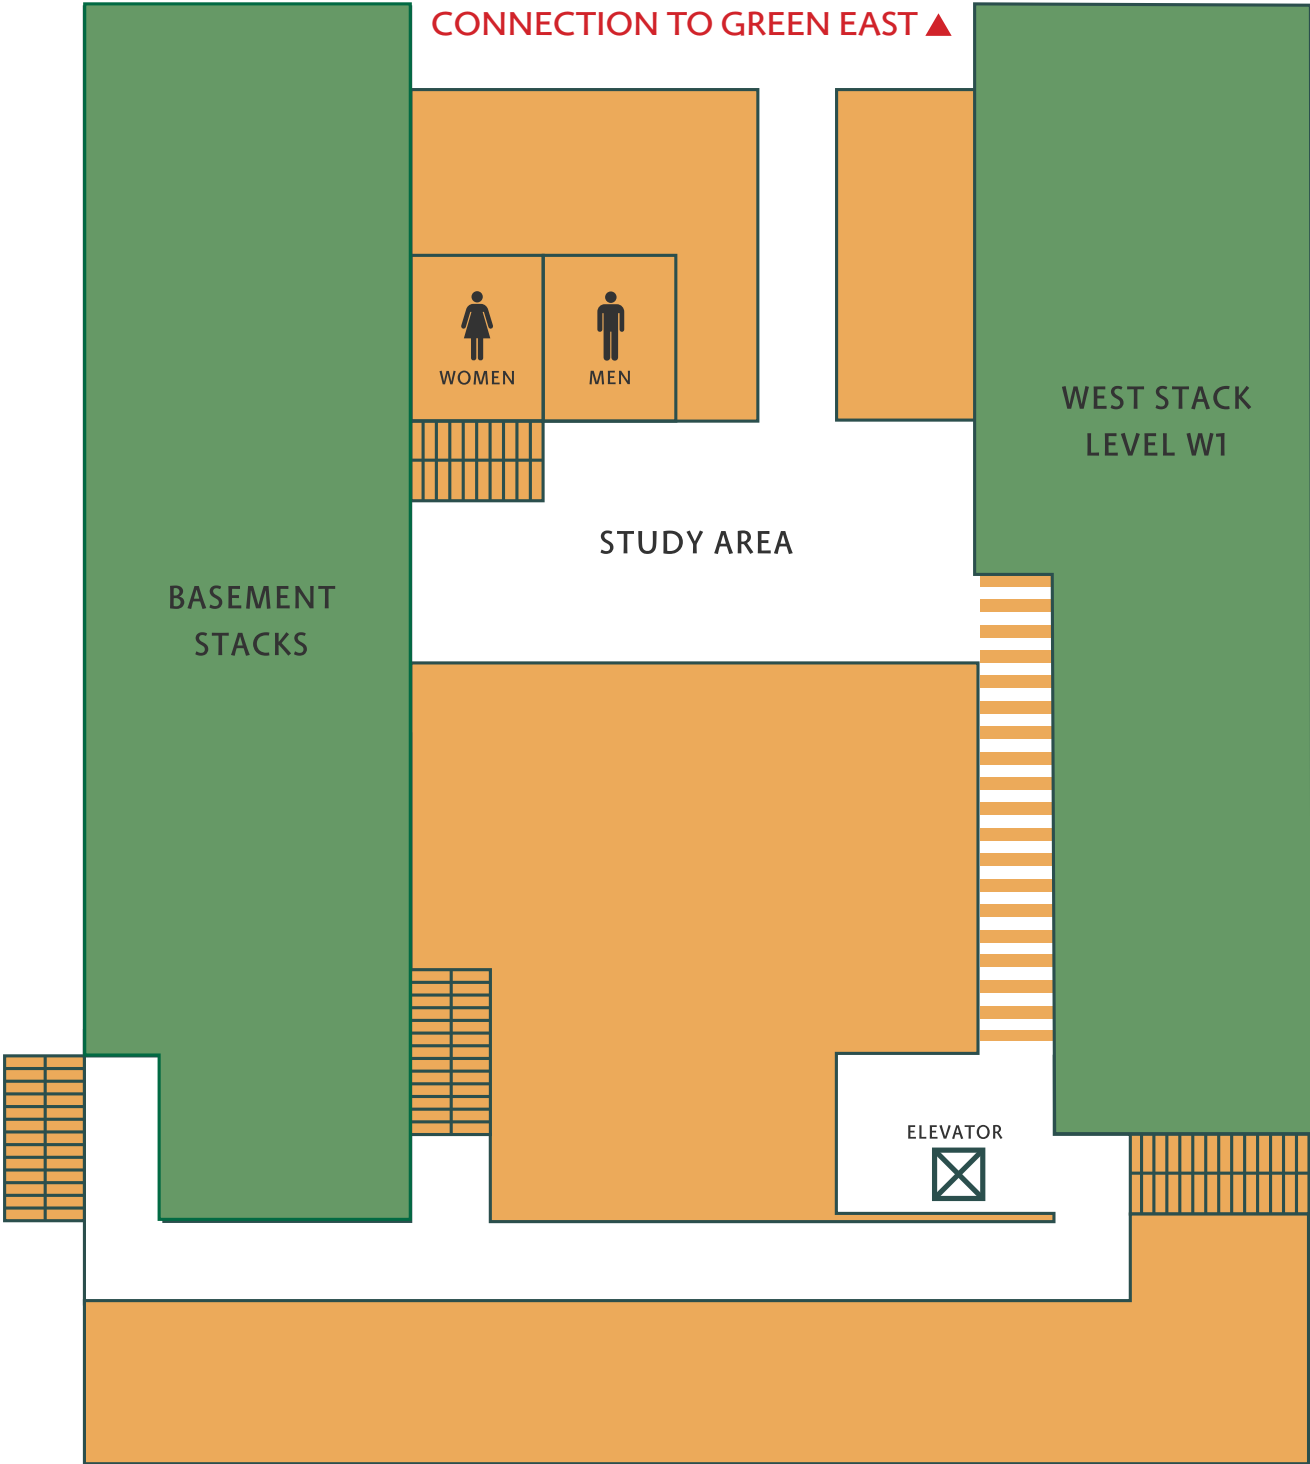 CONNECTION TO GREEN EAST
WOMEN
MEN
WEST STACK
LEVEL W1
STUDY AREA
BASEMENT
STACKS
ELEVATOR